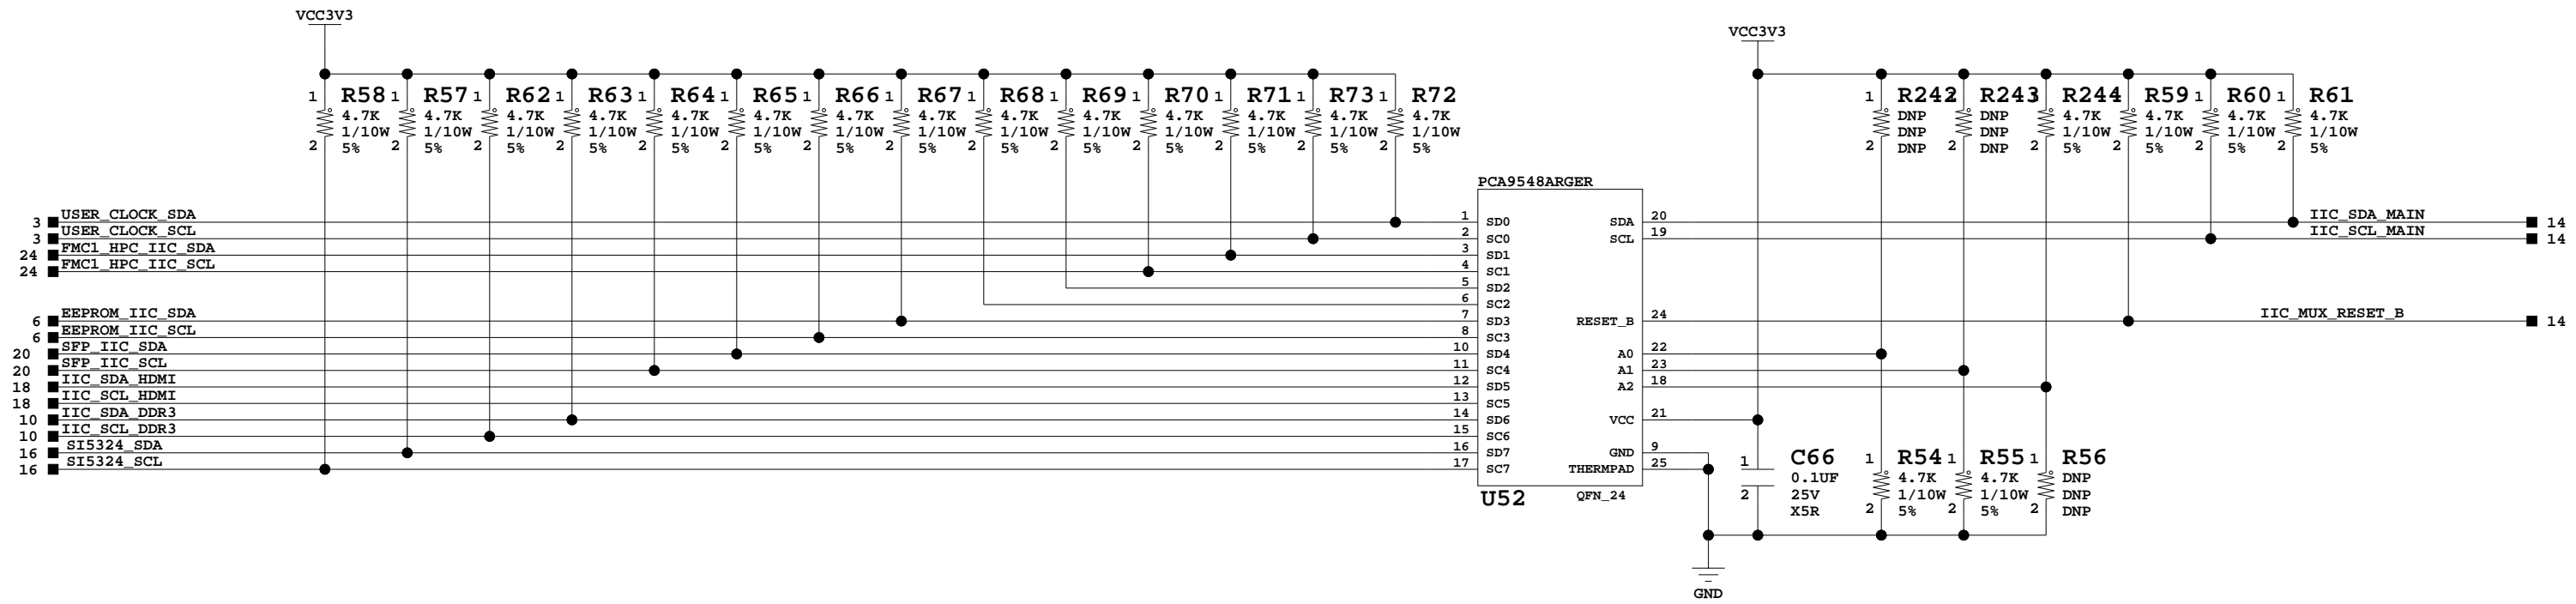 VCC3V3
VCC3V3
1 R58 1 R57 1 R62 1 R63 1 R64 1 R65 1 R66 1 R67 1 R68 1 R69 1 R70 1 R71 1 R73 1 R72 1 R242 1 R243 1 R244 1 R59 1 R60 1 R61
4.7K 4.7K 4.7K 4.7K 4.7K 4.7K 4.7K 4.7K 4.7K 4.7K 4.7K 4.7K 4.7K 4.7K DNP DNP 4.7K 4.7K 4.7K 4.7K
1/10W 1/10W 1/10W 1/10W 1/10W 1/10W 1/10W 1/10W 1/10W 1/10W 1/10W 1/10W 1/10W 1/10W DNP DNP 1/10W 1/10W 1/10W 1/10W
2 5% 2 5% 2 5% 2 5% 2 5% 2 5% 2 5% 2 5% 2 5% 2 5% 2 5% 2 5% 2 5% 2 5% 2 DNP 2 DNP 2 5% 2 5% 2 5% 2 5%
PCA9548ARGER
3 USER_CLOCK_SDA 1 SD0 SDA 20 IIC_SDA_MAIN 14
3 USER_CLOCK_SCL 2 SC0 SCL 19 IIC_SCL_MAIN 14
24 FMC1_HPC_IIC_SDA 3 SD1
24 FMC1_HPC_IIC_SCL 4 SC1
5 SD2
6 SC2
6 EEPROM_IIC_SDA 7 SD3 RESET_B 24 IIC_MUX_RESET_B 14
6 EEPROM_IIC_SCL 8 SC3
20 SFP_IIC_SDA 10 SD4 A0 22
20 SFP_IIC_SCL 11 SC4 A1 23
18 IIC_SDA_HDMI 12 SD5 A2 18
18 IIC_SCL_HDMI 13 SC5
10 IIC_SDA_DDR3 14 SD6 VCC 21
10 IIC_SCL_DDR3 15 SC6
16 SI5324_SDA 16 SD7 GND 9
16 SI5324_SCL 17 SC7 THERMPAD 25
1 C66 1 R54 1 R55 1 R56
0.1UF 4.7K 4.7K DNP
U52 QFN_24 2 25V 1/10W 1/10W DNP
X5R 2 5% 2 5% 2 DNP
GND